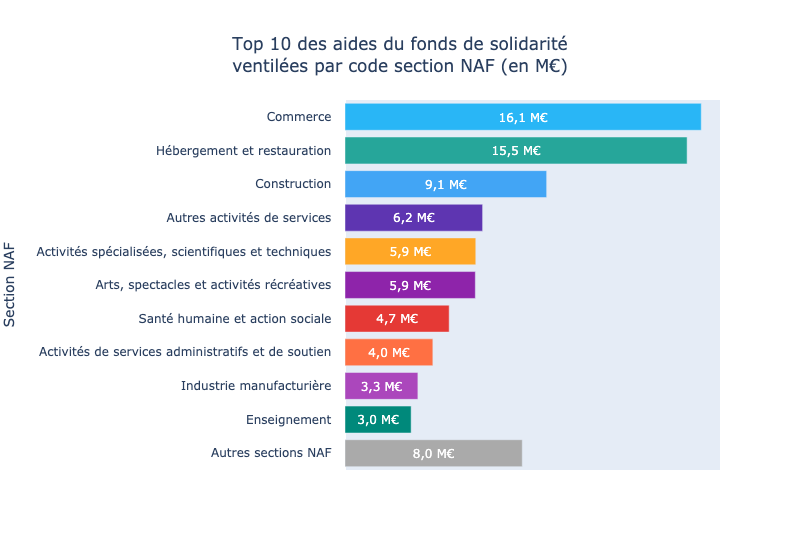 Top 10 des aides du fonds de solidarité
ventilées par code section NAF (en M€)
Section NAF
Commerce 16,1 M€
Hébergement et restauration 15,5 M€
Construction 9,1 M€
Autres activités de services 6,2 M€
Activités spécialisées, scientifiques et techniques 5,9 M€
Arts, spectacles et activités récréatives 5,9 M€
Santé humaine et action sociale 4,7 M€
Activités de services administratifs et de soutien 4,0 M€
Industrie manufacturière 3,3 M€
Enseignement 3,0 M€
Autres sections NAF 8,0 M€